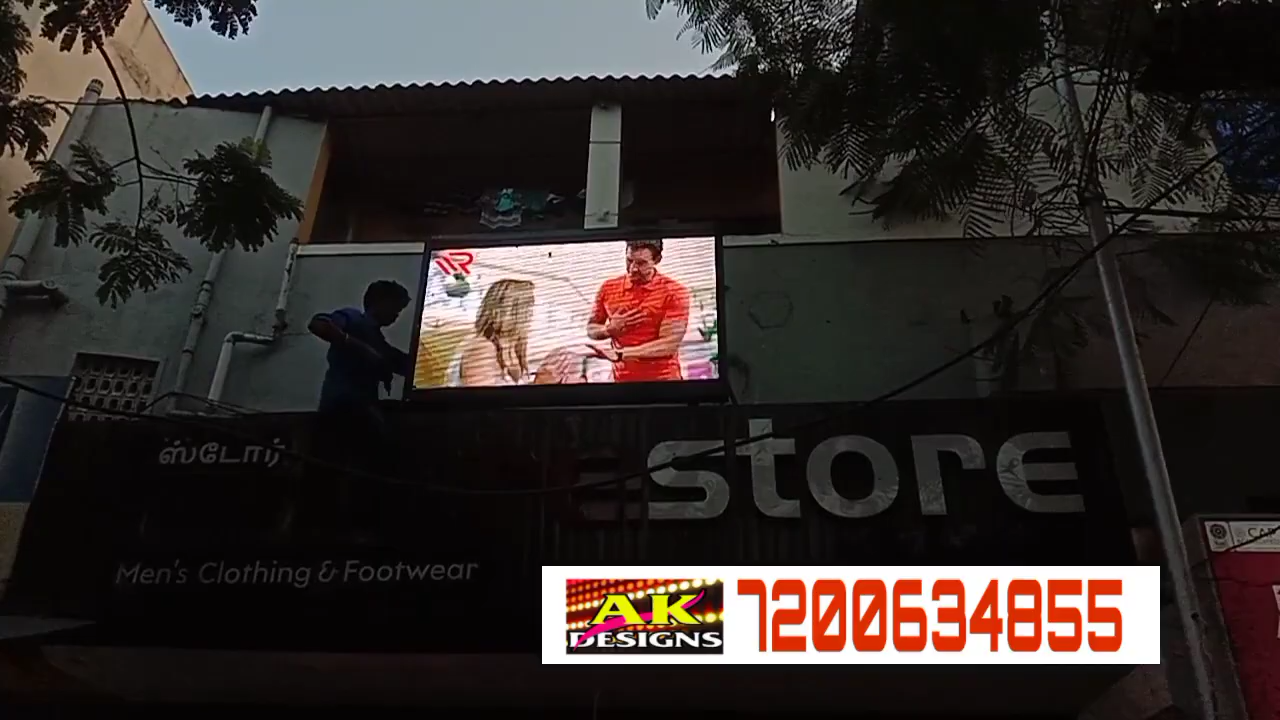 ஸ்டோர்
store
Men's Clothing & Footwear
AK
DESIGNS
7200634855